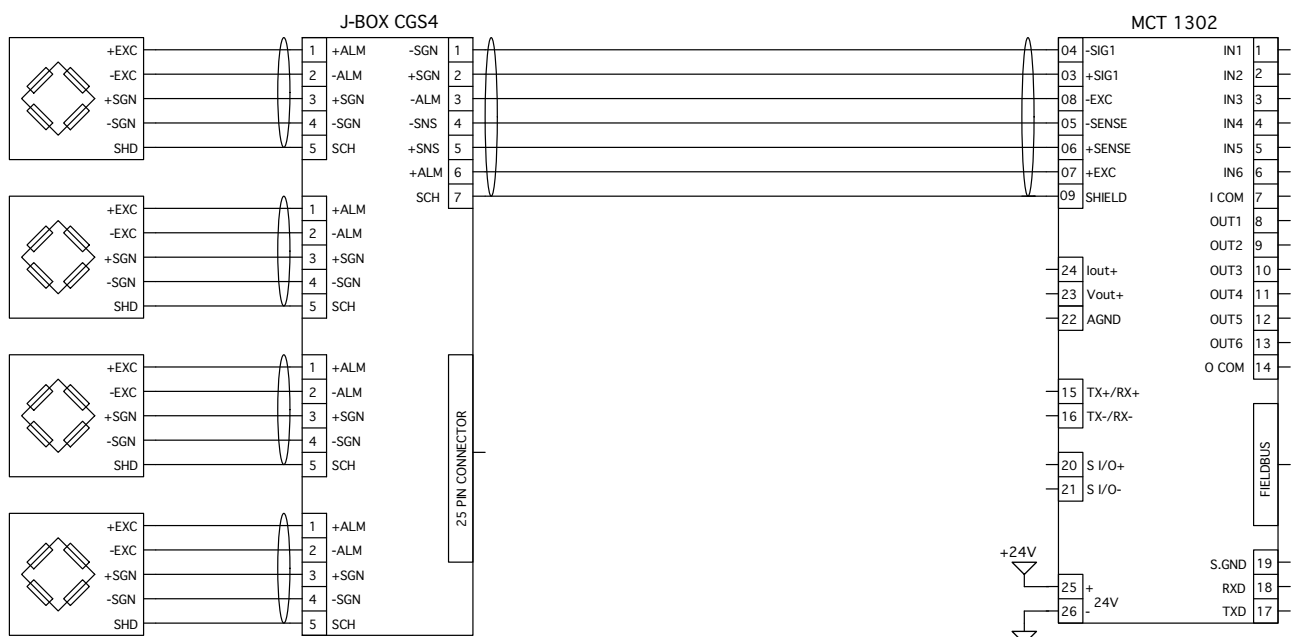 J-BOX CGS4
MCT 1302
+EXC 1 +ALM -SGN 1 04 -SIG1 IN1 1
-EXC 2 -ALM +SGN 2 03 +SIG1 IN2 2
+SGN 3 +SGN -ALM 3 08 -EXC IN3 3
-SGN 4 -SGN -SNS 4 05 -SENSE IN4 4
SHD 5 SCH +SNS 5 06 +SENSE IN5 5
+ALM 6 07 +EXC IN6 6
SCH 7 09 SHIELD I COM 7
+EXC 1 +ALM OUT1 8
-EXC 2 -ALM OUT2 9
+SGN 3 +SGN 24 Iout+ OUT3 10
-SGN 4 -SGN 23 Vout+ OUT4 11
SHD 5 SCH 22 AGND OUT5 12
OUT6 13
+EXC 1 +ALM O COM 14
-EXC 2 -ALM 15 TX+/RX+
+SGN 3 +SGN 16 TX-/RX-
-SGN 4 -SGN
SHD 5 SCH 20 S I/O+
21 S I/O-
25 PIN CONNECTOR
FIELDBUS
+EXC 1 +ALM
-EXC 2 -ALM +24V S.GND 19
+SGN 3 +SGN 25 + RXD 18
-SGN 4 -SGN 26 - 24V TXD 17
SHD 5 SCH